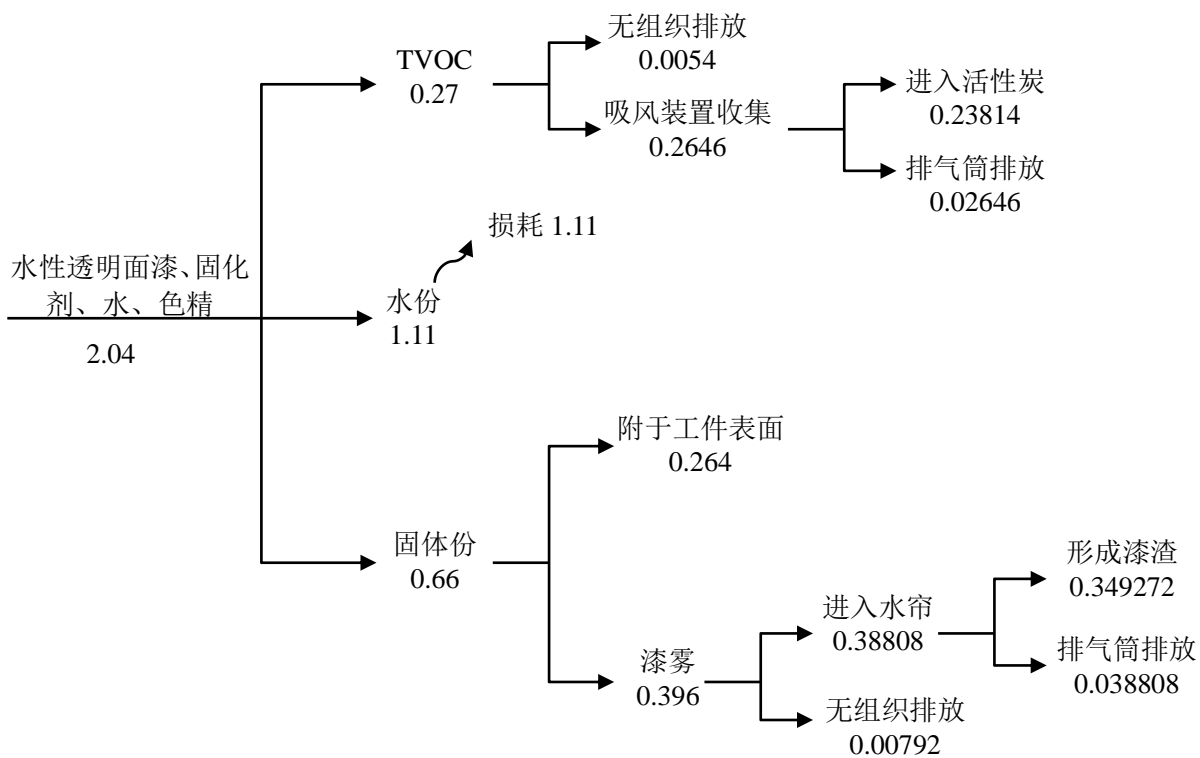 无组织排放
0.0054
TVOC
0.27
吸风装置收集
0.2646
进入活性炭
0.23814
排气筒排放
0.02646
损耗 1.11
水性透明面漆、固化
剂、水、色精
2.04
水份
1.11
附于工件表面
0.264
固体份
0.66
形成漆渣
0.349272
进入水帘
0.38808
排气筒排放
0.038808
漆雾
0.396
无组织排放
0.00792